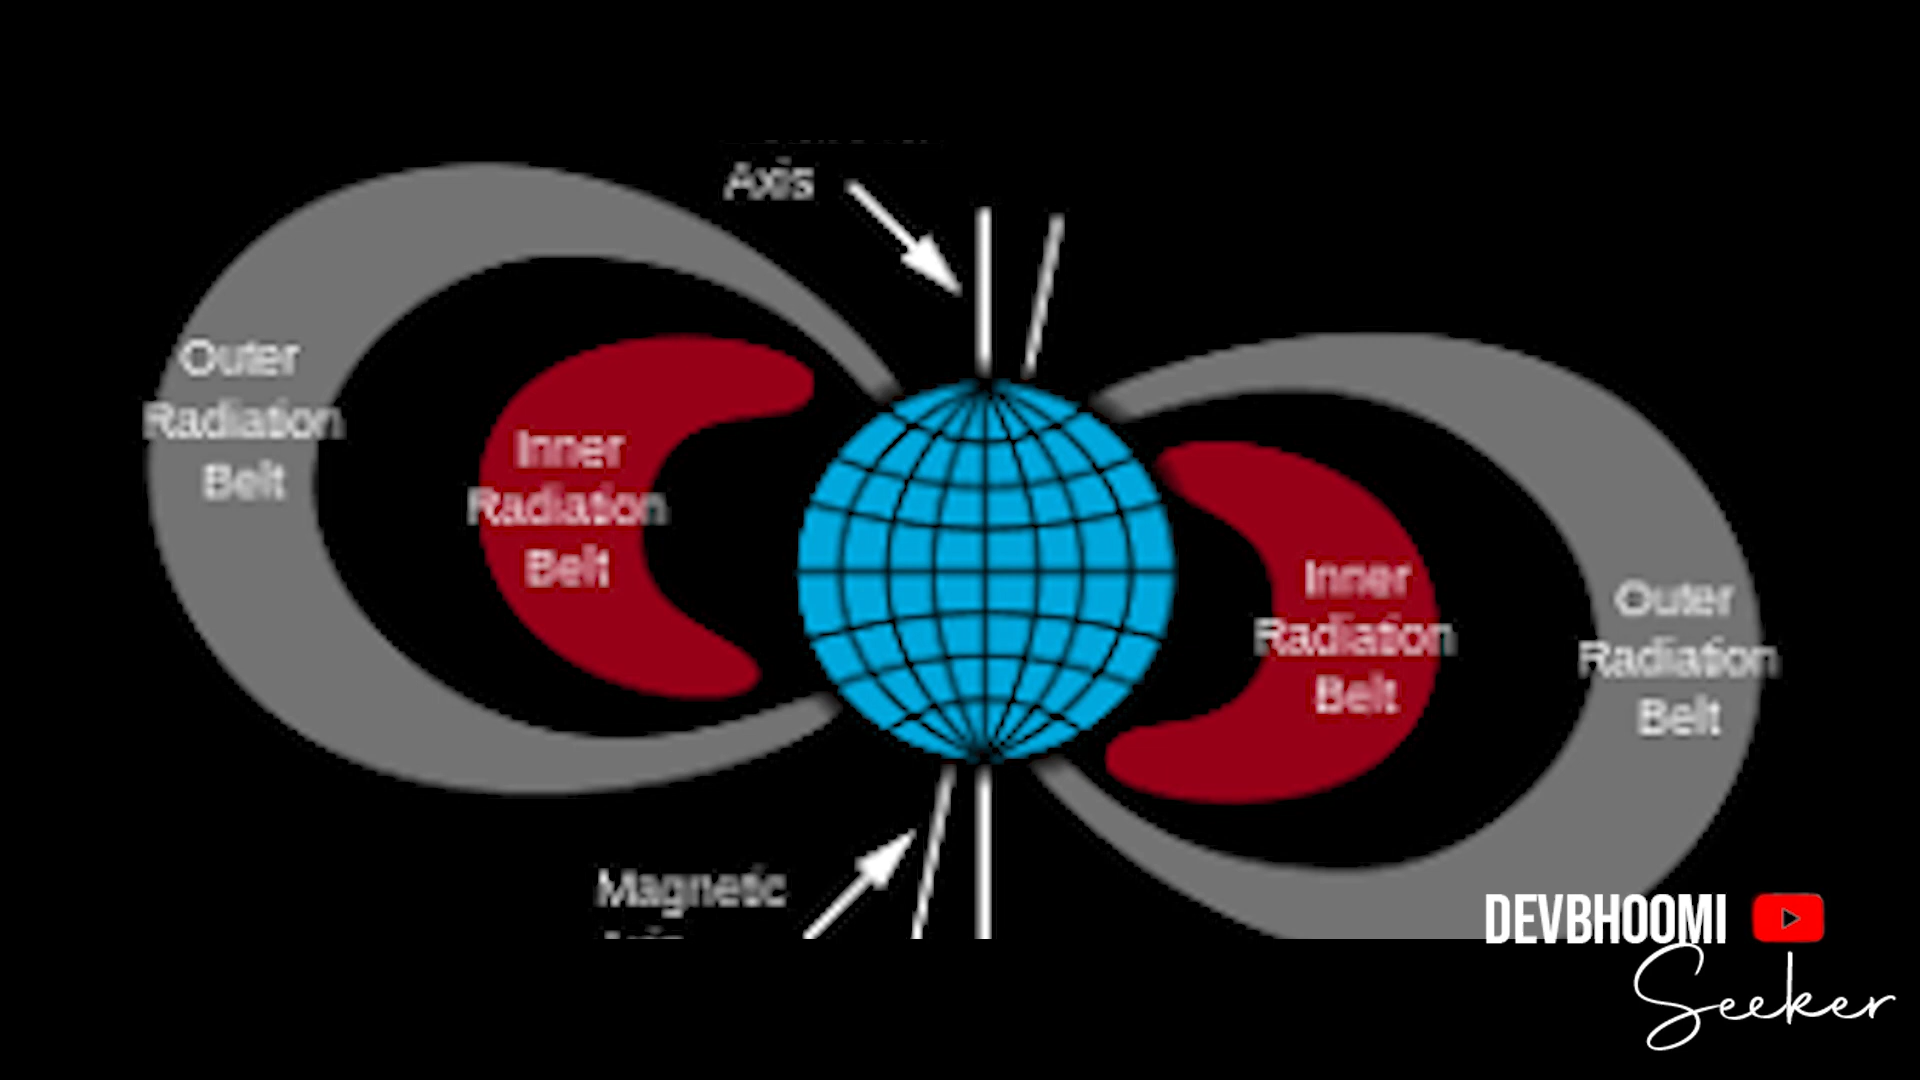 Axis
Outer
Radiation
Belt
Inner
Radiation
Belt
Inner
Radiation
Belt
Outer
Radiation
Belt
Magnetic
DEVBHOOMI
Seeker